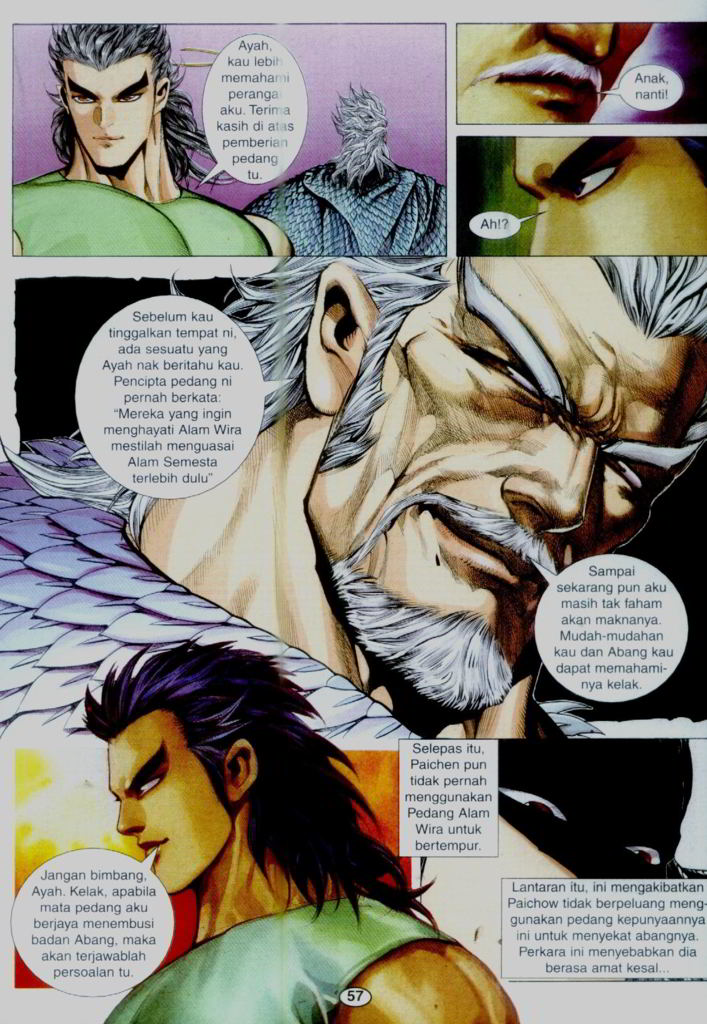 Ayah,
kau lebih
memahami
perangai
aku. Terima
kasih di atas
pemberian
pedang
tu.
Anak,
nanti!
Ah!?
Sebelum kau
tinggalkan tempat ni,
ada sesuatu yang
Ayah nak beritahu kau.
Pencipta pedang ni
pernah berkata:
“Mereka yang ingin
menghayati Alam Wira
mestilah menguasai
Alam Semesta
terlebih dulu”
Sampai
sekarang pun aku
masih tak faham
akan maknanya.
Mudah-mudahan
kau dan Abang kau
dapat memahami-
nya kelak.
Jangan bimbang,
Ayah. Kelak, apabila
mata pedang aku
berjaya menembusi
badan Abang, maka
akan terjawablah
persoalan tu.
Selepas itu,
Paichen pun
tidak pernah
menggunakan
Pedang Alam
Wira untuk
bertempur.
Lantaran itu, ini mengakibatkan
Paichow tidak berpeluang meng-
gunakan pedang kepunyaannya
ini untuk menyekat abangnya.
Perkara ini menyebabkan dia
berasa amat kesal...
57